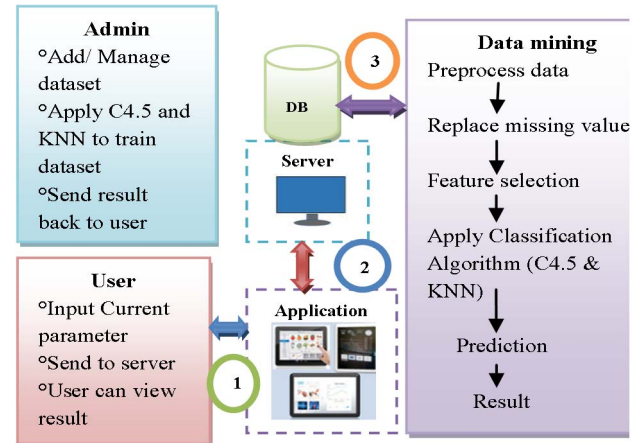 Admin
°Add/ Manage
dataset
°Apply C4.5 and
KNN to train
dataset
°Send result
back to user
User
°Input Current
parameter
°Send to server
°User can view
result
1
DB
Server
2
Application
3
Data mining
Preprocess data
Replace missing value
Feature selection
Apply Classification
Algorithm (C4.5 &
KNN)
Prediction
Result